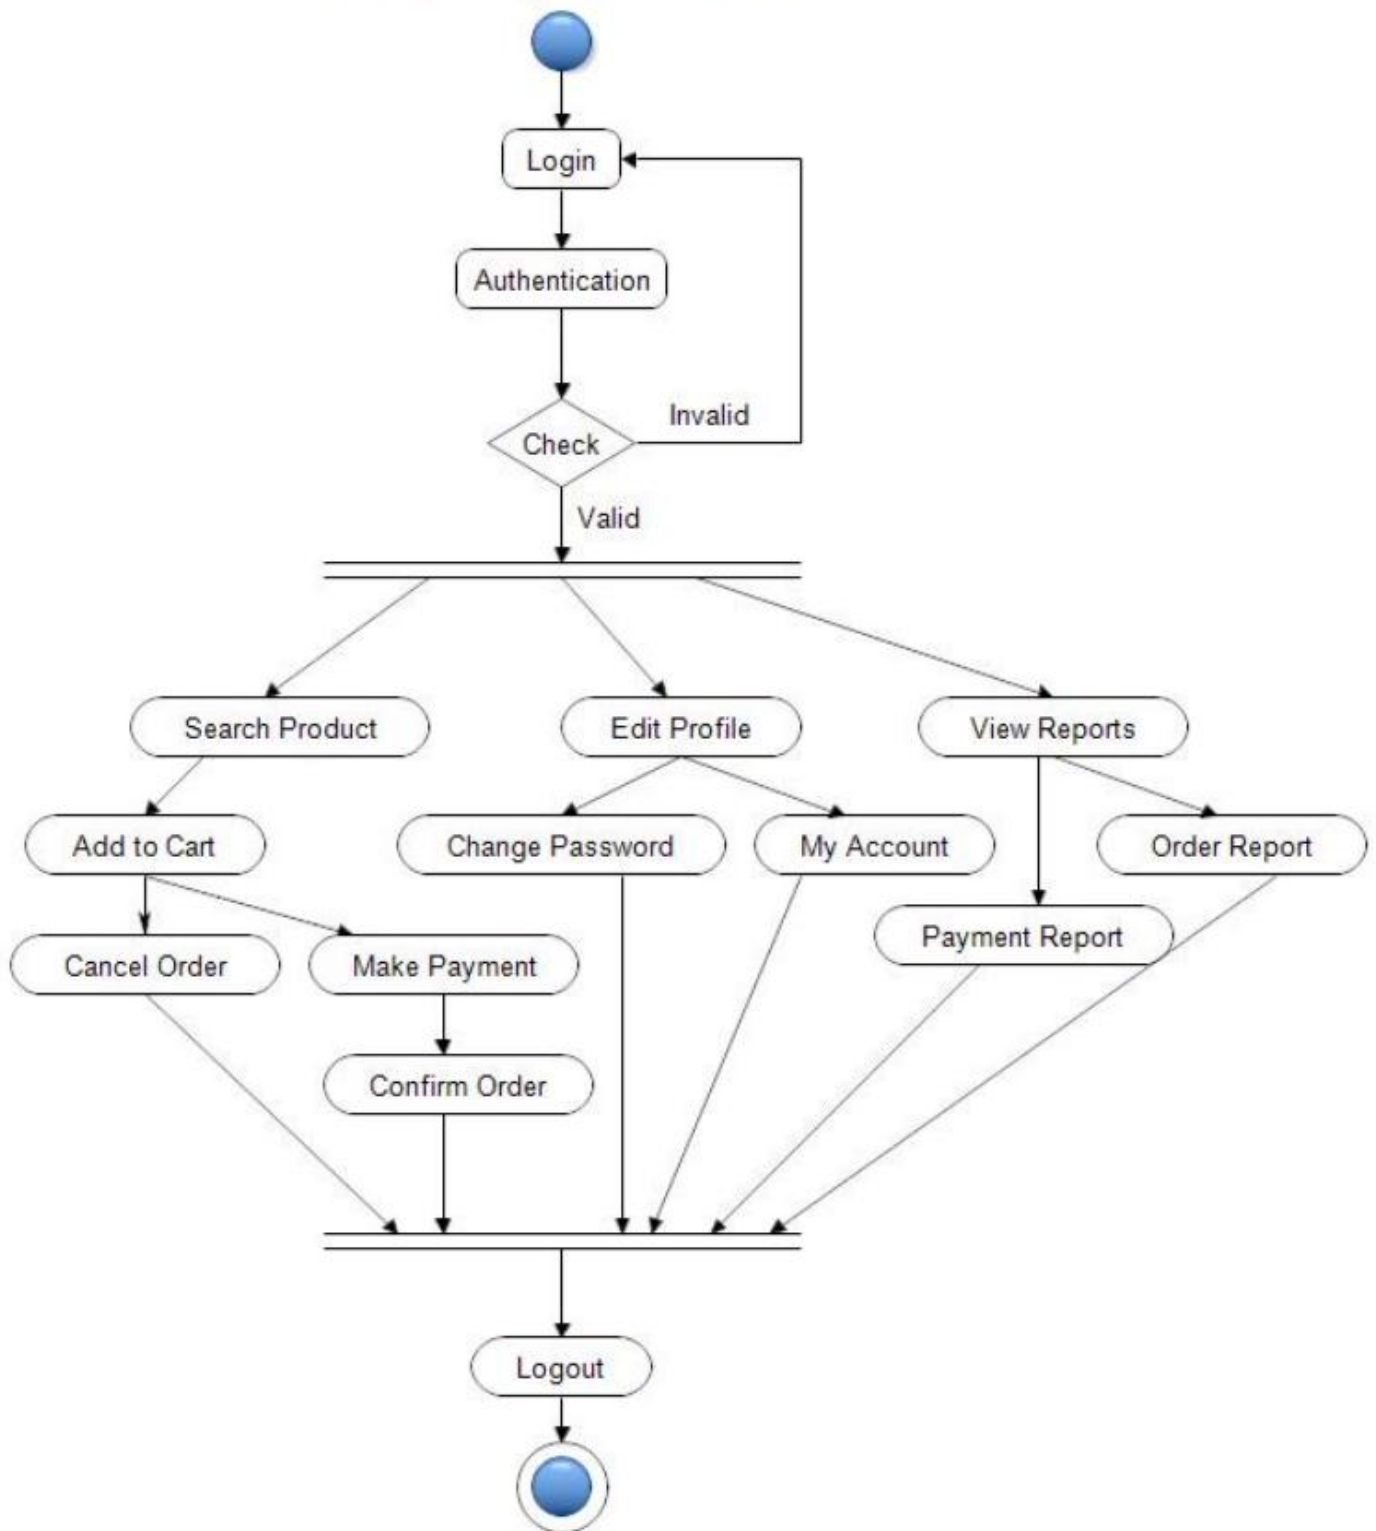 Login
Authentication
Invalid
Check
Valid
Search Product
Edit Profile
View Reports
Add to Cart
Change Password
My Account
Order Report
Payment Report
Cancel Order
Make Payment
Confirm Order
Logout